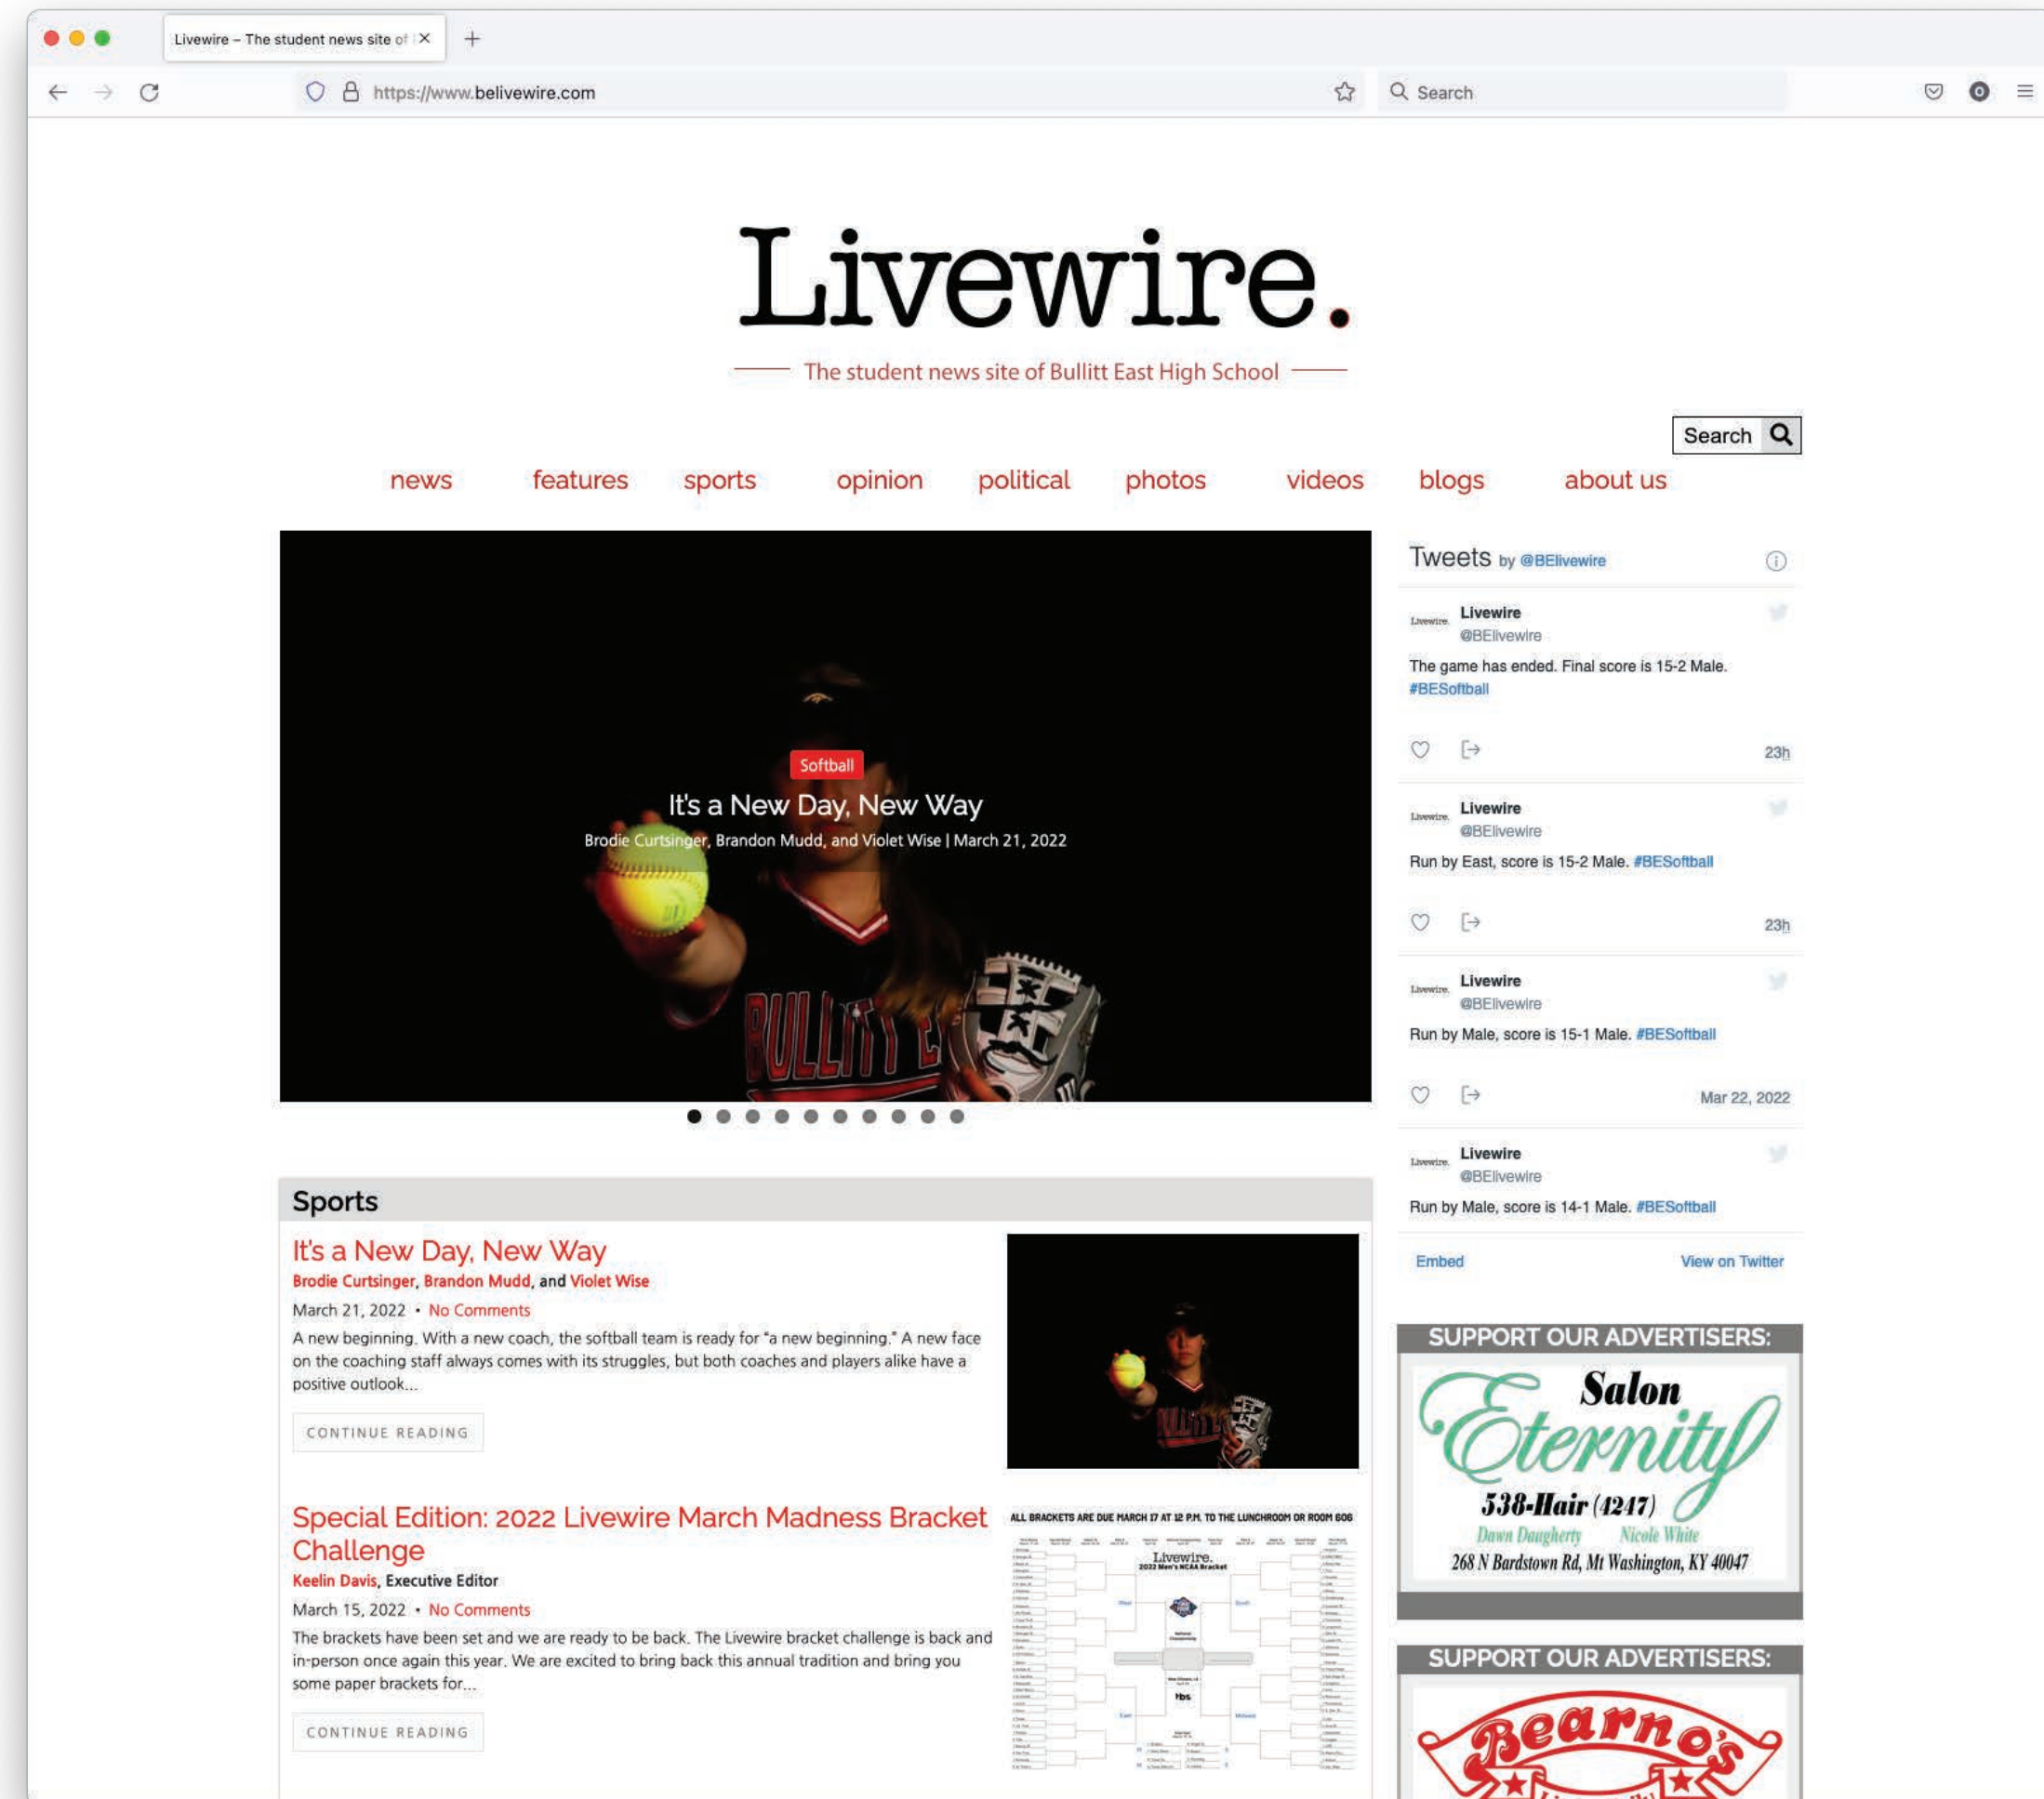 Livewire – The student news site of
https://www.belivewire.com
Search
Livewire.
The student news site of Bullitt East High School
Search
news features sports opinion political photos videos blogs about us
Softball
It's a New Day, New Way
Brodie Curtsinger, Brandon Mudd, and Violet Wise | March 21, 2022
BULLITT E
Sports
It's a New Day, New Way
Brodie Curtsinger, Brandon Mudd, and Violet Wise
March 21, 2022 • No Comments
A new beginning. With a new coach, the softball team is ready for "a new beginning." A new face
on the coaching staff always comes with its struggles, but both coaches and players alike have a
positive outlook...
CONTINUE READING
Special Edition: 2022 Livewire March Madness Bracket
Challenge
Keelin Davis, Executive Editor
March 15, 2022 • No Comments
The brackets have been set and we are ready to be back. The Livewire bracket challenge is back and
in-person once again this year. We are excited to bring back this annual tradition and bring you
some paper brackets for...
CONTINUE READING
ALL BRACKETS ARE DUE MARCH 17 AT 12 P.M. TO THE LUNCHROOM OR ROOM 606
Livewire.
2022 Men's NCAA Bracket
West
South
National
Championship
tbs
East
Midwest
Tweets by @BElivewire
Livewire.
Livewire
@BElivewire
The game has ended. Final score is 15-2 Male.
#BESoftball
23h
Livewire.
Livewire
@BElivewire
Run by East, score is 15-2 Male. #BESoftball
23h
Livewire.
Livewire
@BElivewire
Run by Male, score is 15-1 Male. #BESoftball
Mar 22, 2022
Livewire.
Livewire
@BElivewire
Run by Male, score is 14-1 Male. #BESoftball
Embed View on Twitter
SUPPORT OUR ADVERTISERS:
Salon
Eternity
538-Hair (4247)
Dawn Daugherty Nicole White
268 N Bardstown Rd, Mt Washington, KY 40047
SUPPORT OUR ADVERTISERS:
Bearno's